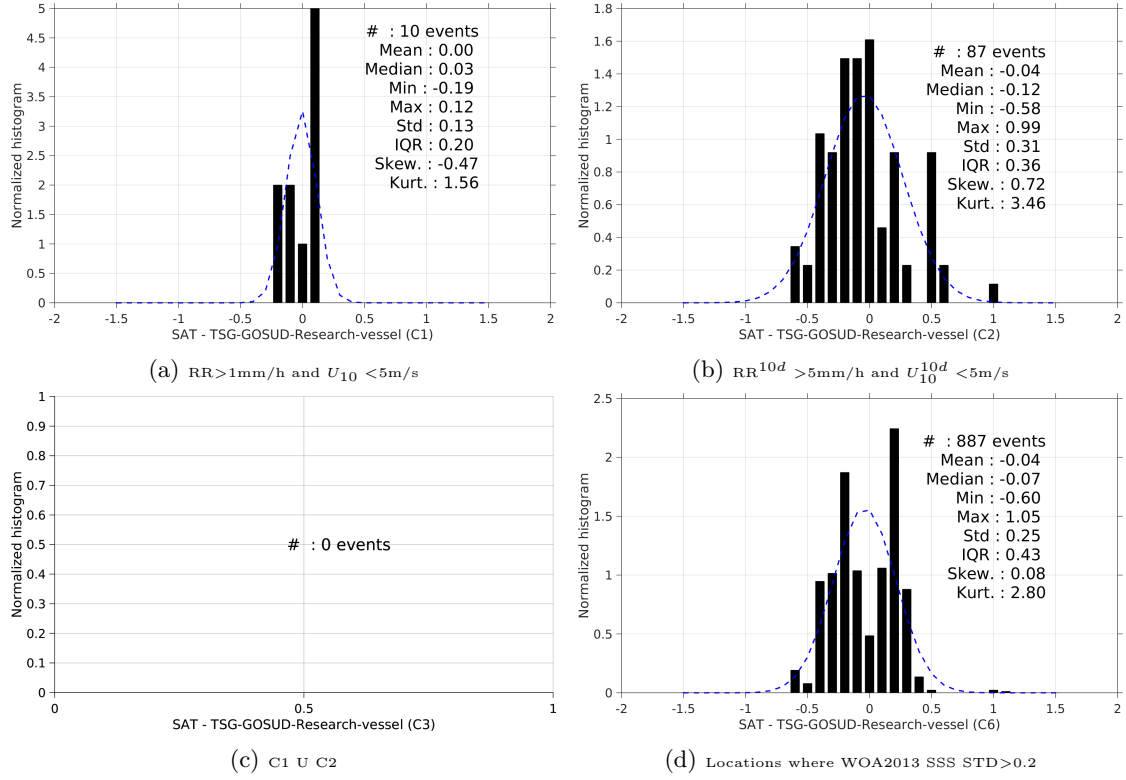 5
4.5
4
3.5
3
2.5
2
1.5
1
0.5
0
Normalized histogram
# : 10 events
Mean : 0.00
Median : 0.03
Min : -0.19
Max : 0.12
Std : 0.13
IQR : 0.20
Skew. : -0.47
Kurt. : 1.56
-2 -1.5 -1 -0.5 0 0.5 1 1.5 2
SAT - TSG-GOSUD-Research-vessel (C1)
(a) RR>1mm/h and U10 <5m/s
1.8
1.6
1.4
1.2
1
0.8
0.6
0.4
0.2
0
Normalized histogram
# : 87 events
Mean : -0.04
Median : -0.12
Min : -0.58
Max : 0.99
Std : 0.31
IQR : 0.36
Skew. : 0.72
Kurt. : 3.46
-2 -1.5 -1 -0.5 0 0.5 1 1.5 2
SAT - TSG-GOSUD-Research-vessel (C2)
(b) RR^10d >5mm/h and U_10^10d <5m/s
1
0.9
0.8
0.7
0.6
0.5
0.4
0.3
0.2
0.1
0
Normalized histogram
# : 0 events
0 0.5 1
SAT - TSG-GOSUD-Research-vessel (C3)
(c) C1 U C2
2.5
2
1.5
1
0.5
0
Normalized histogram
# : 887 events
Mean : -0.04
Median : -0.07
Min : -0.60
Max : 1.05
Std : 0.25
IQR : 0.43
Skew. : 0.08
Kurt. : 2.80
-2 -1.5 -1 -0.5 0 0.5 1 1.5 2
SAT - TSG-GOSUD-Research-vessel (C6)
(d) Locations where WOA2013 SSS STD>0.2